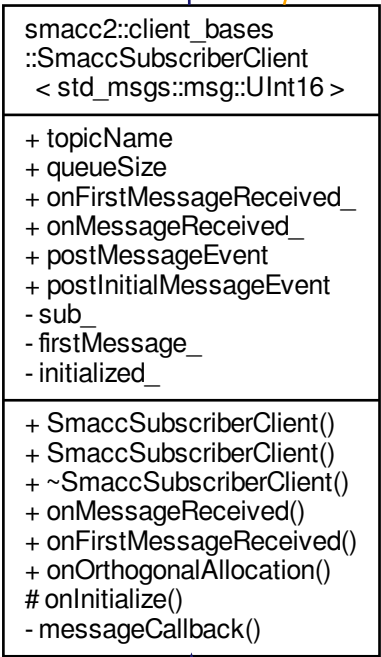 smacc2::client_bases
::SmaccSubscriberClient
< std_msgs::msg::UInt16 >
+ topicName
+ queueSize
+ onFirstMessageReceived_
+ onMessageReceived_
+ postMessageEvent
+ postInitialMessageEvent
- sub_
- firstMessage_
- initialized_
+ SmaccSubscriberClient()
+ SmaccSubscriberClient()
+ ~SmaccSubscriberClient()
+ onMessageReceived()
+ onFirstMessageReceived()
+ onOrthogonalAllocation()
# onInitialize()
- messageCallback()